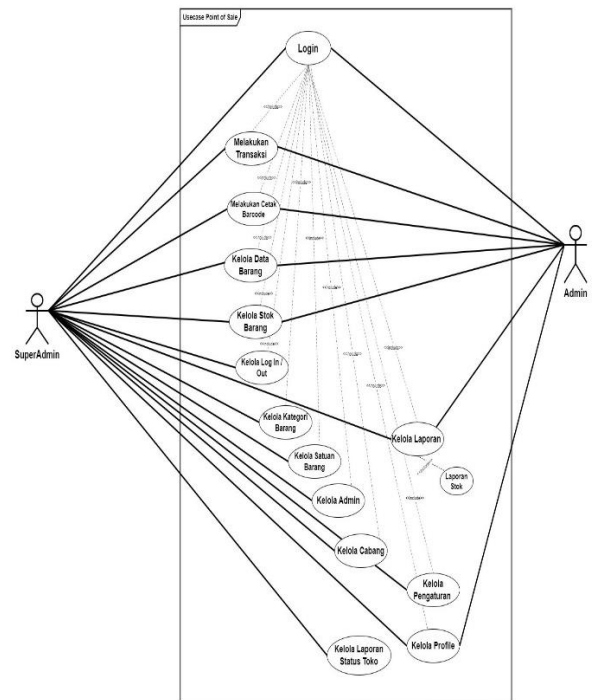 Usecase Point of Sale
Login
Melakukan
Transaksi
Melakukan Cetak
Barcode
Kelola Data
Barang
Kelola Stok
Barang
Kelola Log In /
Out
Kelola Kategori
Barang
Kelola Satuan
Barang
Kelola Admin
Kelola Cabang
Kelola
Pengaturan
Kelola Profile
Kelola Laporan
Status Toko
Kelola Laporan
Laporan
Stok
SuperAdmin
Admin